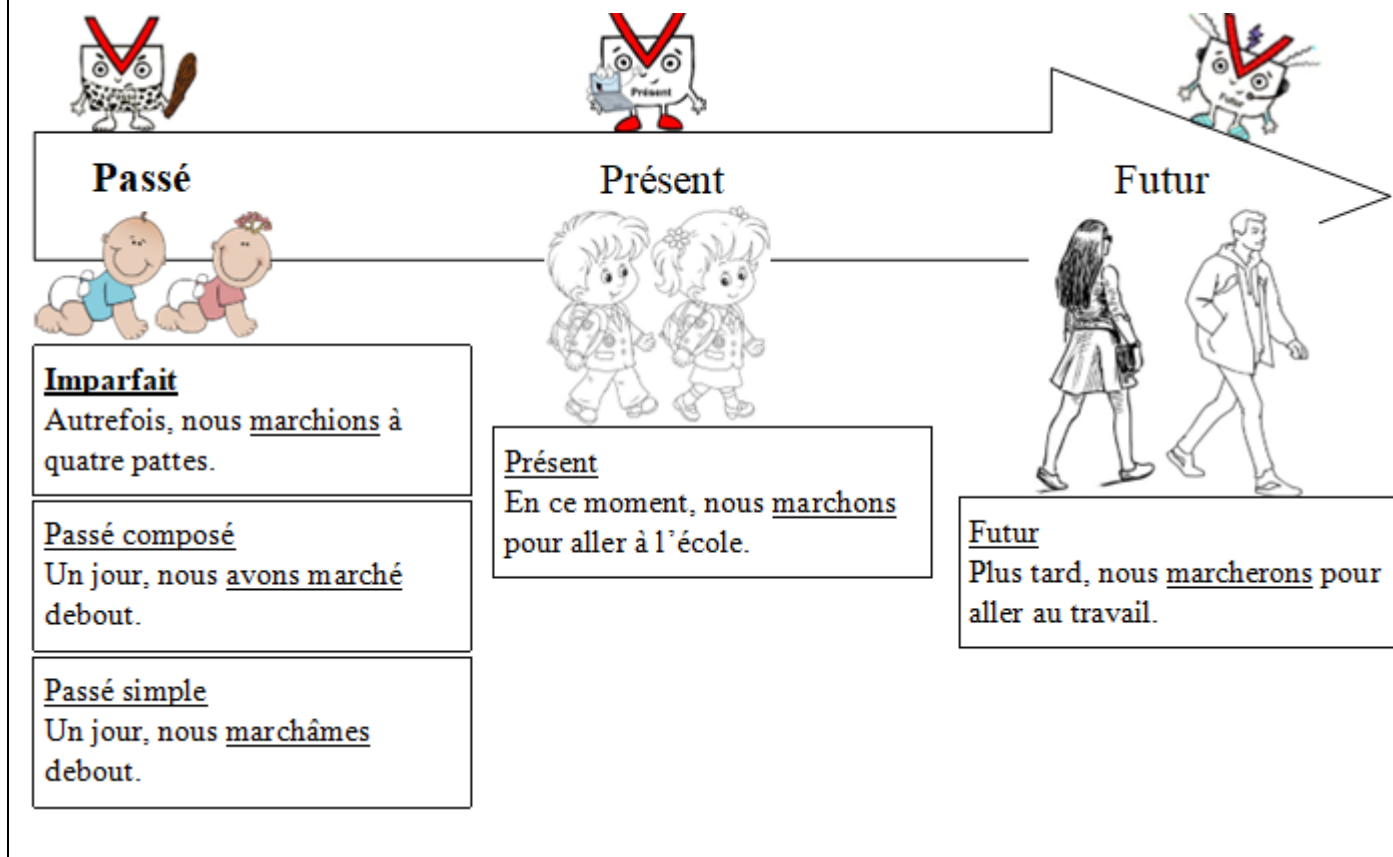 Présent
Futur
Passé
Présent
Futur
Imparfait
Autrefois, nous marchions à
quatre pattes.
Passé composé
Un jour, nous avons marché
debout.
Passé simple
Un jour, nous marchâmes
debout.
Présent
En ce moment, nous marchons
pour aller à l’école.
Futur
Plus tard, nous marcherons pour
aller au travail.